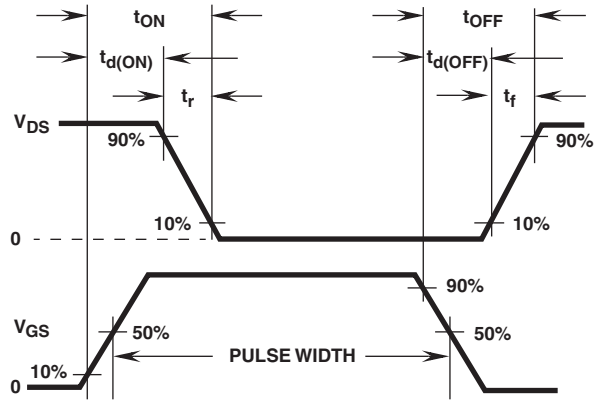 tON tOFF
td(ON) td(OFF)
tr tf
VDS
90% 90%
10% 10%
0
90%
VGS 50% 50%
PULSE WIDTH
10%
0